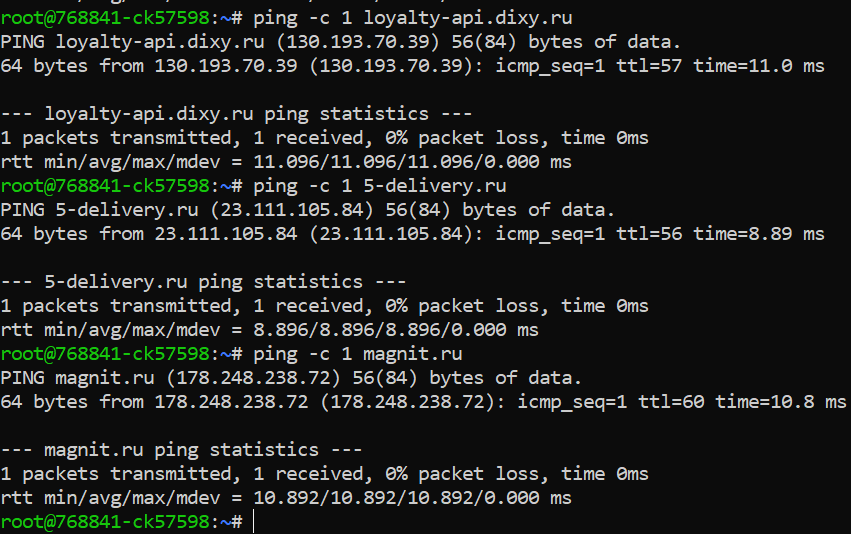 root@768841-ck57598:~# ping -c 1 loyalty-api.dixy.ru
PING loyalty-api.dixy.ru (130.193.70.39) 56(84) bytes of data.
64 bytes from 130.193.70.39 (130.193.70.39): icmp_seq=1 ttl=57 time=11.0 ms

--- loyalty-api.dixy.ru ping statistics ---
1 packets transmitted, 1 received, 0% packet loss, time 0ms
rtt min/avg/max/mdev = 11.096/11.096/11.096/0.000 ms
root@768841-ck57598:~# ping -c 1 5-delivery.ru
PING 5-delivery.ru (23.111.105.84) 56(84) bytes of data.
64 bytes from 23.111.105.84 (23.111.105.84): icmp_seq=1 ttl=56 time=8.89 ms

--- 5-delivery.ru ping statistics ---
1 packets transmitted, 1 received, 0% packet loss, time 0ms
rtt min/avg/max/mdev = 8.896/8.896/8.896/0.000 ms
root@768841-ck57598:~# ping -c 1 magnit.ru
PING magnit.ru (178.248.238.72) 56(84) bytes of data.
64 bytes from 178.248.238.72 (178.248.238.72): icmp_seq=1 ttl=60 time=10.8 ms

--- magnit.ru ping statistics ---
1 packets transmitted, 1 received, 0% packet loss, time 0ms
rtt min/avg/max/mdev = 10.892/10.892/10.892/0.000 ms
root@768841-ck57598:~#